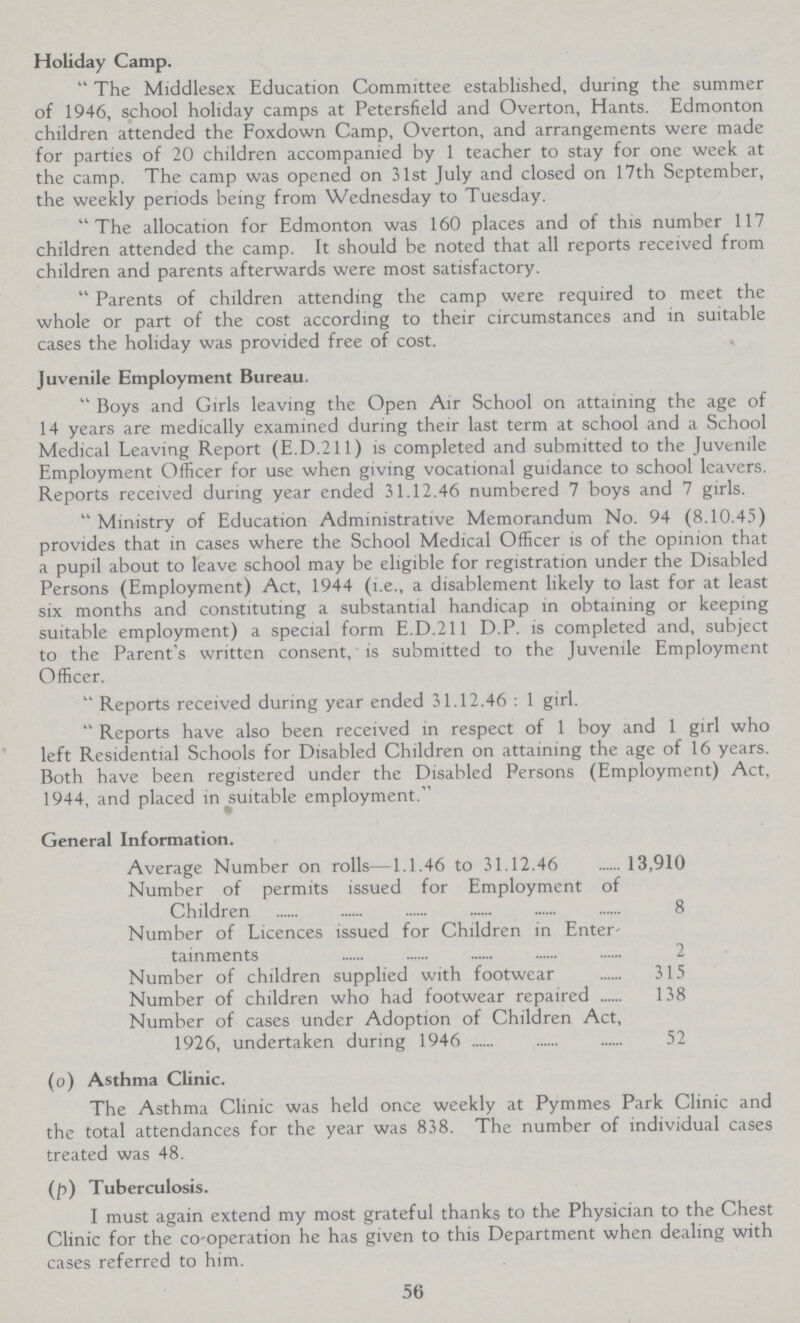 Holiday Camp.
“ The Middlesex Education Committee established, during the summer
of 1946, school holiday camps at Petersfield and Overton, Hants. Edmonton
children attended the Foxdown Camp, Overton, and arrangements were made
for parties of 20 children accompanied by 1 teacher to stay for one week at
the camp. The camp was opened on 31st July and closed on 17th September,
the weekly periods being from Wednesday to Tuesday.
“ The allocation for Edmonton was 160 places and of this number 117
children attended the camp. It should be noted that all reports received from
children and parents afterwards were most satisfactory.
“ Parents of children attending the camp were required to meet the
whole or part of the cost according to their circumstances and in suitable
cases the holiday was provided free of cost.
Juvenile Employment Bureau.
“ Boys and Girls leaving the Open Air School on attaining the age of
14 years are medically examined during their last term at school and a School
Medical Leaving Report (E.D.211) is completed and submitted to the Juvenile
Employment Officer for use when giving vocational guidance to school leavers.
Reports received during year ended 31.12.46 numbered 7 boys and 7 girls.
“ Ministry of Education Administrative Memorandum No. 94 (8.10.45)
provides that in cases where the School Medical Officer is of the opinion that
a pupil about to leave school may be eligible for registration under the Disabled
Persons (Employment) Act, 1944 (i.e., a disablement likely to last for at least
six months and constituting a substantial handicap in obtaining or keeping
suitable employment) a special form E.D.211 D.P. is completed and, subject
to the Parent's written consent, is submitted to the Juvenile Employment
Officer.
“ Reports received during year ended 31.12.46 : 1 girl.
“ Reports have also been received in respect of 1 boy and 1 girl who
left Residential Schools for Disabled Children on attaining the age of 16 years.
Both have been registered under the Disabled Persons (Employment) Act,
1944, and placed in suitable employment.”
General Information.
Average Number on rolls—1.1.46 to 31.12.46 ...... 13,910
Number of permits issued for Employment of
Children ...... ...... ...... ...... ...... ...... 8
Number of Licences issued for Children in Enter-
tainments ...... ...... ...... ...... ...... 2
Number of children supplied with footwear ...... 315
Number of children who had footwear repaired ...... 138
Number of cases under Adoption of Children Act,
1926, undertaken during 1946 ...... ...... ...... 52
(o) Asthma Clinic.
The Asthma Clinic was held once weekly at Pymmes Park Clinic and
the total attendances for the year was 838. The number of individual cases
treated was 48.
(p) Tuberculosis.
I must again extend my most grateful thanks to the Physician to the Chest
Clinic for the co-operation he has given to this Department when dealing with
cases referred to him.
56